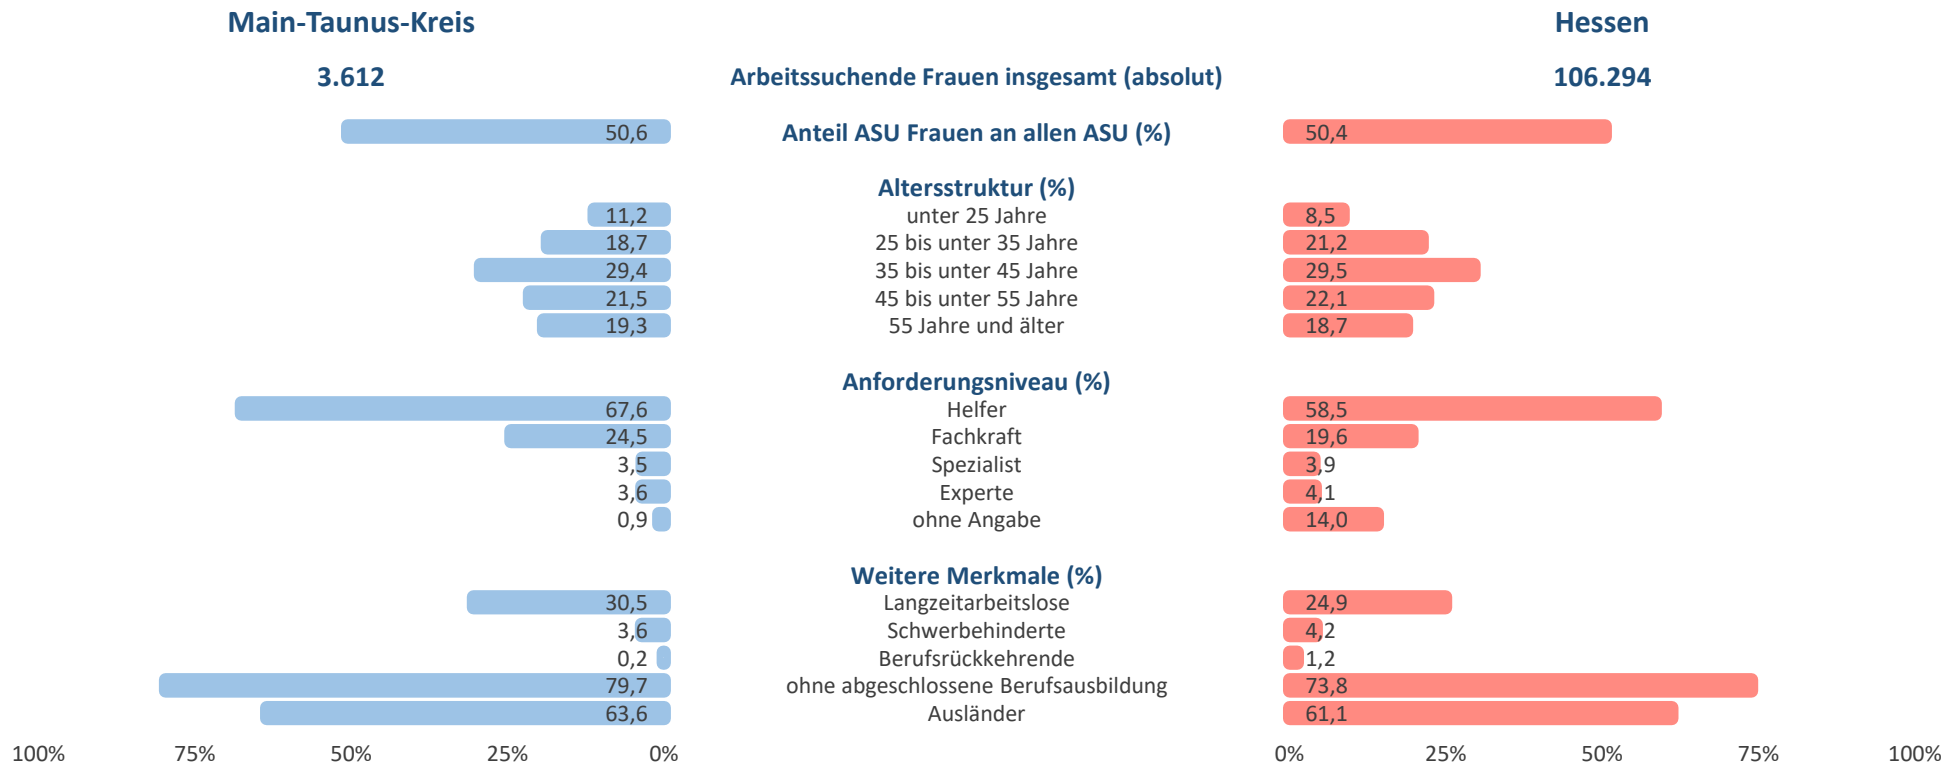 Main-Taunus-Kreis Hessen
3.612 Arbeitssuchende Frauen insgesamt (absolut) 106.294
50,6 Anteil ASU Frauen an allen ASU (%) 50,4
Altersstruktur (%)
11,2 unter 25 Jahre 8,5
18,7 25 bis unter 35 Jahre 21,2
29,4 35 bis unter 45 Jahre 29,5
21,5 45 bis unter 55 Jahre 22,1
19,3 55 Jahre und älter 18,7
Anforderungsniveau (%)
67,6 Helfer 58,5
24,5 Fachkraft 19,6
3,5 Spezialist 3,9
3,6 Experte 4,1
0,9 ohne Angabe 14,0
Weitere Merkmale (%)
30,5 Langzeitarbeitslose 24,9
3,6 Schwerbehinderte 4,2
0,2 Berufsrückkehrende 1,2
79,7 ohne abgeschlossene Berufsausbildung 73,8
63,6 Ausländer 61,1
100% 75% 50% 25% 0% 0% 25% 50% 75% 100%